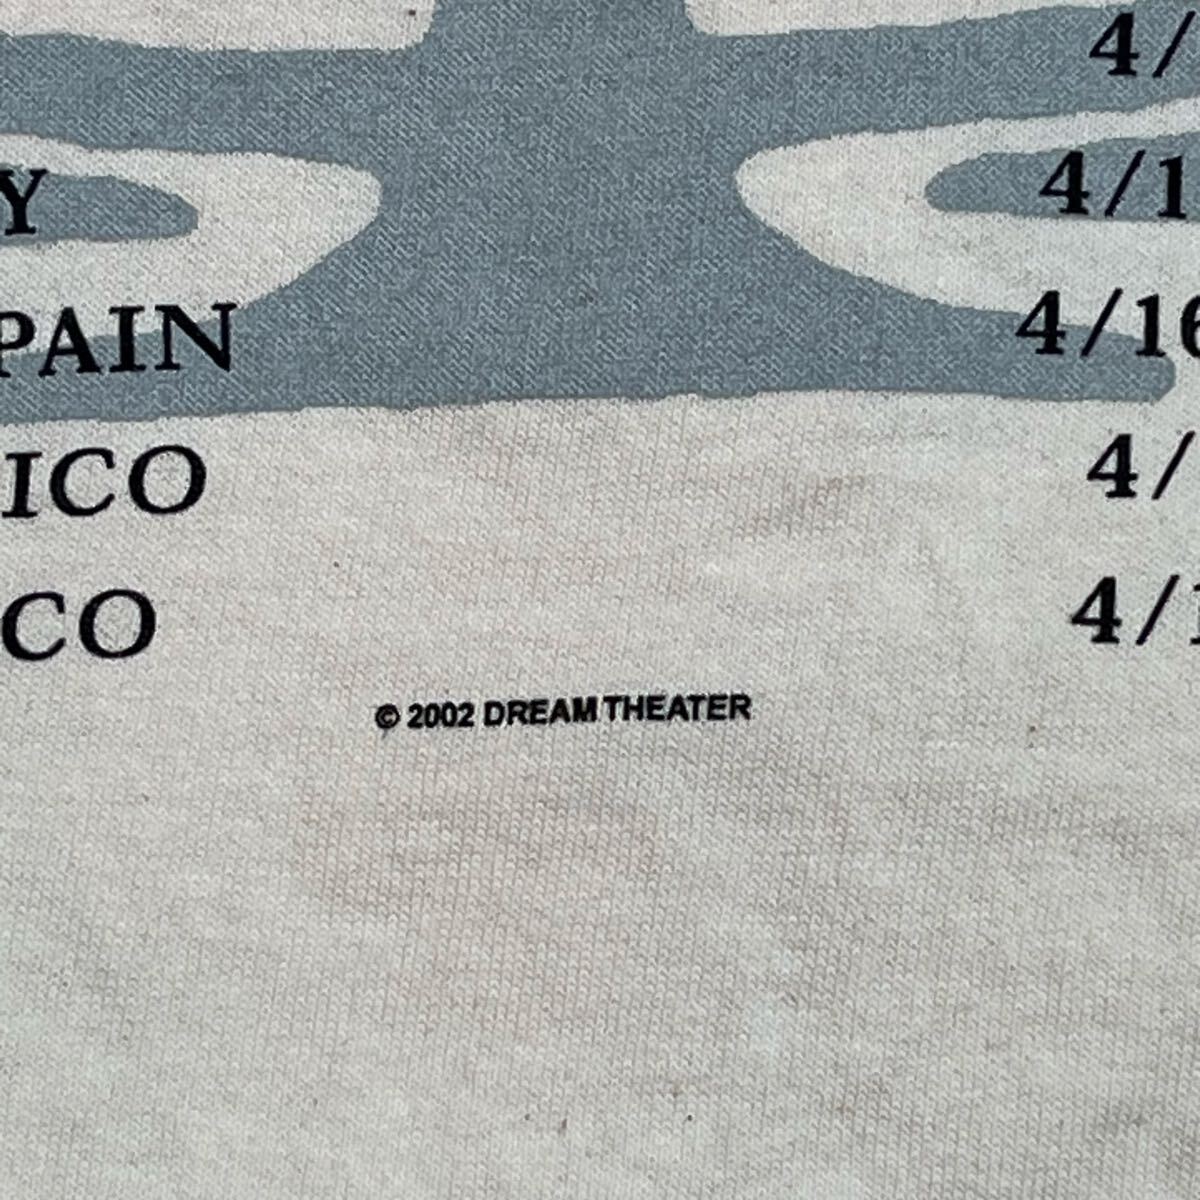 4/
Y 4/1
PAIN 4/16
ICO 4/
CO 4/1
© 2002 DREAM THEATER